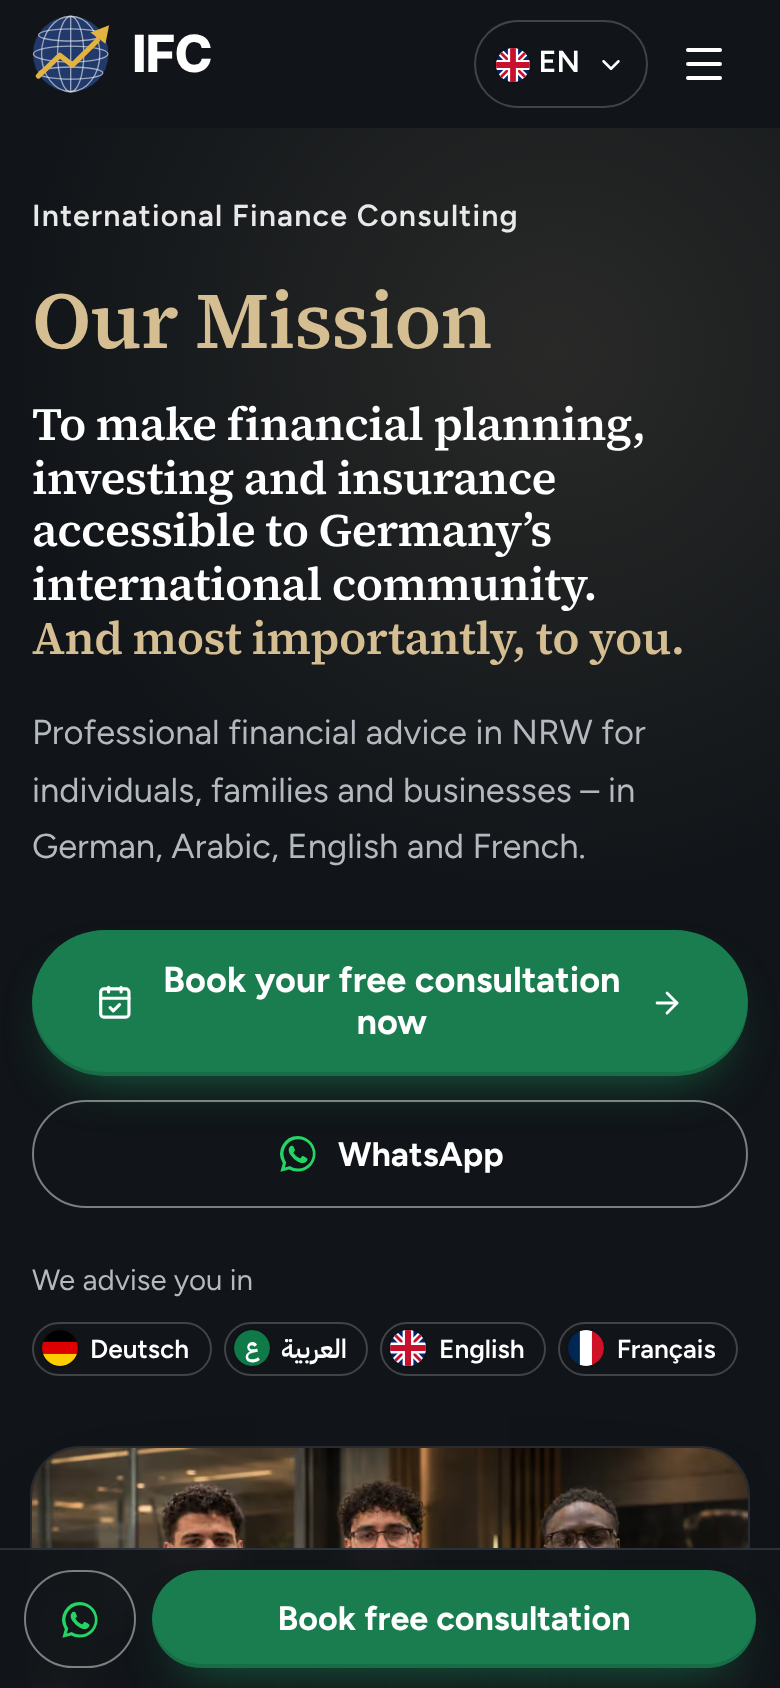 IFC
EN
International Finance Consulting
Our Mission
To make financial planning,
investing and insurance
accessible to Germany’s
international community.
And most importantly, to you.
Professional financial advice in NRW for
individuals, families and businesses – in
German, Arabic, English and French.
Book your free consultation
now
WhatsApp
We advise you in
Deutsch
ع العربية
English
Français
Book free consultation